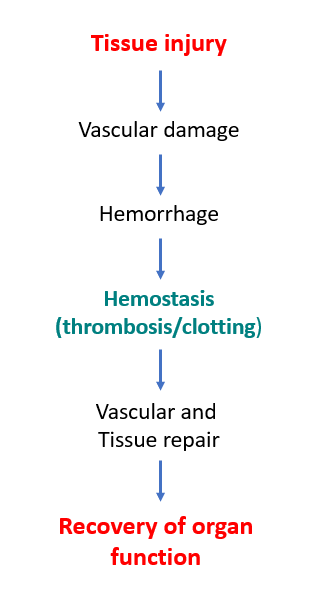 Tissue injury
Vascular damage
Hemorrhage
Hemostasis
(thrombosis/clotting)
Vascular and
Tissue repair
Recovery of organ
function